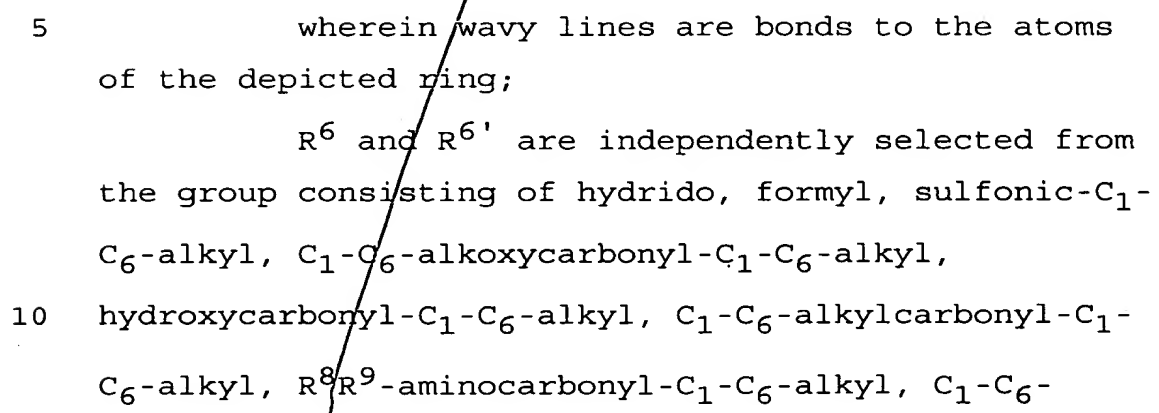 5 wherein wavy lines are bonds to the atoms
of the depicted ring;
R⁶ and R⁶' are independently selected from
the group consisting of hydrido, formyl, sulfonic-C₁-
C₆-alkyl, C₁-C₆-alkoxycarbonyl-C₁-C₆-alkyl,
10 hydroxycarbonyl-C₁-C₆-alkyl, C₁-C₆-alkylcarbonyl-C₁-
C₆-alkyl, R⁸R⁹-aminocarbonyl-C₁-C₆-alkyl, C₁-C₆-